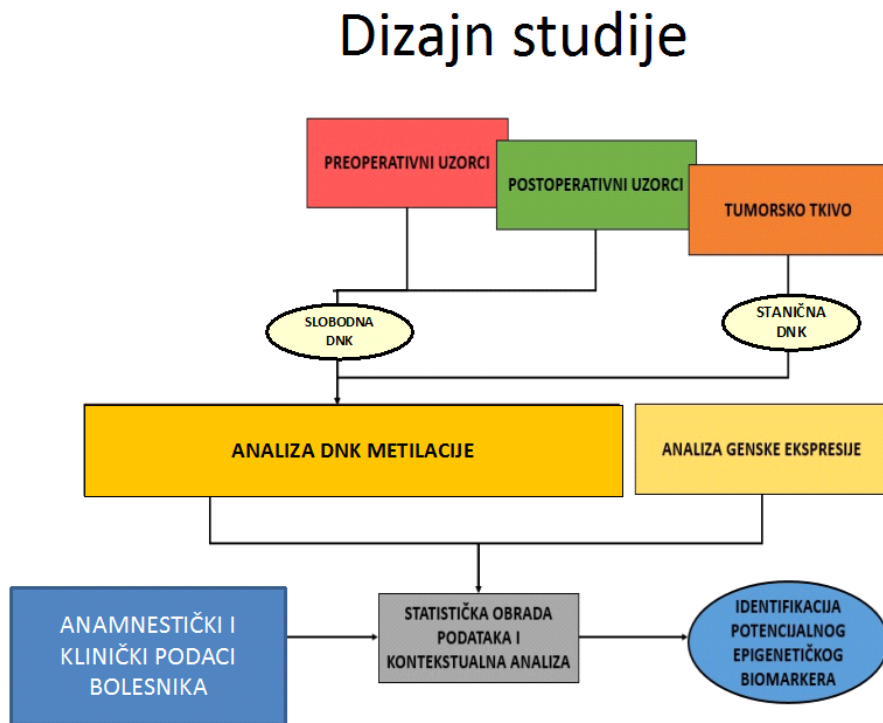 Dizajn studije
PREOPERATIVNI UZORCI
POSTOPERATIVNI UZORCI
TUMORSKO TKIVO
SLOBODNA
DNK
STANIČNA
DNK
ANALIZA DNK METILACIJE
ANALIZA GENSKE EKSPRESIJE
ANAMNESTIČKI I
KLINIČKI PODACI
BOLESNIKA
STATISTIČKA OBRADA
PODATAKA I
KONTEKSTUALNA ANALIZA
IDENTIFIKACIJA
POTENCIJALNOG
EPIGENETIČKOG
BIOMARKERA